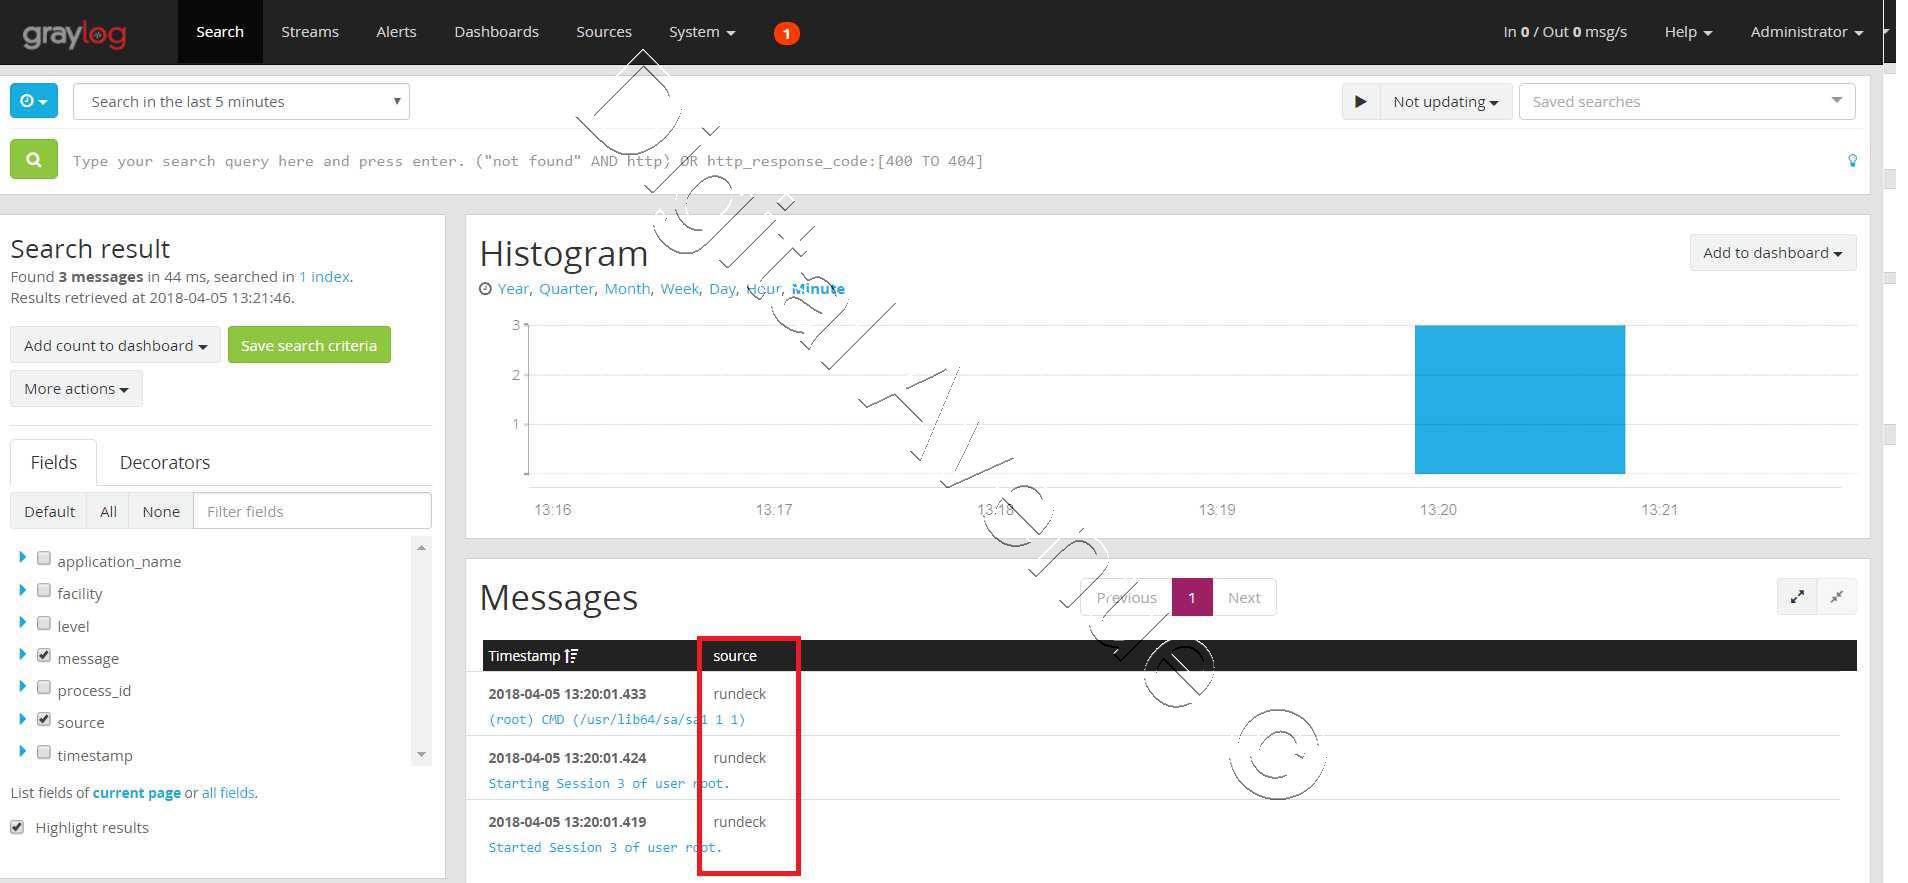 graylog Search Streams Alerts Dashboards Sources System 1 In 0 / Out 0 msg/s Help Administrator
Search in the last 5 minutes Not updating Saved searches
Type your search query here and press enter. ("not found" AND http) OR http_response_code:[400 TO 404]
Search result
Found 3 messages in 44 ms, searched in 1 index.
Results retrieved at 2018-04-05 13:21:46.
Add count to dashboard Save search criteria
More actions
Fields Decorators
Default All None Filter fields
application_name
facility
level
message
process_id
source
timestamp
List fields of current page or all fields.
Highlight results
Histogram Add to dashboard
Year, Quarter, Month, Week, Day, Hour, Minute
3
2
1
13:16 13:17 13:18 13:19 13:20 13:21
Messages Previous 1 Next
Timestamp source
2018-04-05 13:20:01.433 rundeck
(root) CMD (/usr/lib64/sa/sa1 1 1)
2018-04-05 13:20:01.424 rundeck
Starting Session 3 of user root.
2018-04-05 13:20:01.419 rundeck
Started Session 3 of user root.
Digital Avenue ©